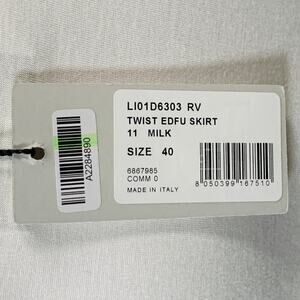 LI01D6303 RV
TWIST EDFU SKIRT
11 MILK
SIZE 40
6867985
COMM 0
MADE IN ITALY
8 050399 167510
A2284890